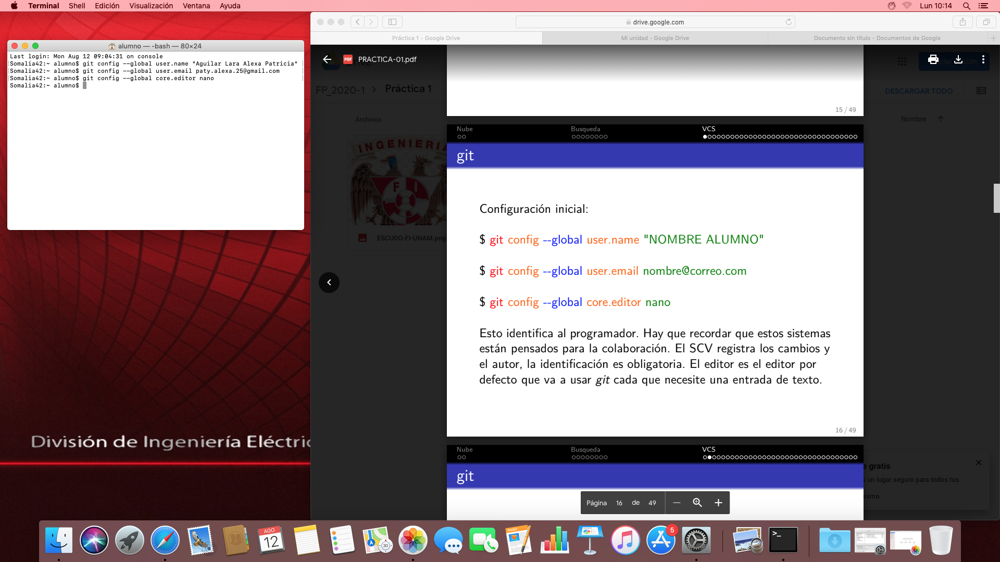 Terminal Shell Edición Visualización Ventana Ayuda
Lun 10:14
alumno — -bash — 80×24
Last login: Mon Aug 12 09:04:31 on console
[Somalia42:~ alumno$ git config --global user.name "Aguilar Lara Alexa Patricia" ]
[Somalia42:~ alumno$ git config --global user.email paty.alexa.25@gmail.com ]
[Somalia42:~ alumno$ git config --global core.editor nano ]
Somalia42:~ alumno$
drive.google.com
Práctica 1 - Google Drive
Mi unidad - Google Drive
Documento sin título - Documentos de Google
PDF PRACTICA-01.pdf
FP_2020-1 > Práctica 1
DESCARGAR TODO
Archivos
Nombre
INGENIERIA
F I
ESCUDO-FI-UNAM.png
15 / 49
Nube
Busqueda
VCS
git
Configuración inicial:
$ git config --global user.name "NOMBRE ALUMNO"
$ git config --global user.email nombre@correo.com
$ git config --global core.editor nano
Esto identifica al programador. Hay que recordar que estos sistemas
están pensados para la colaboración. El SCV registra los cambios y
el autor, la identificación es obligatoria. El editor es el editor por
defecto que va a usar git cada que necesite una entrada de texto.
16 / 49
Nube
Busqueda
VCS
git
Página 16 de 49
gratis
un lugar seguro para todos tus
División de Ingeniería Eléctric
AGO
12
PAGES
30
5
>_